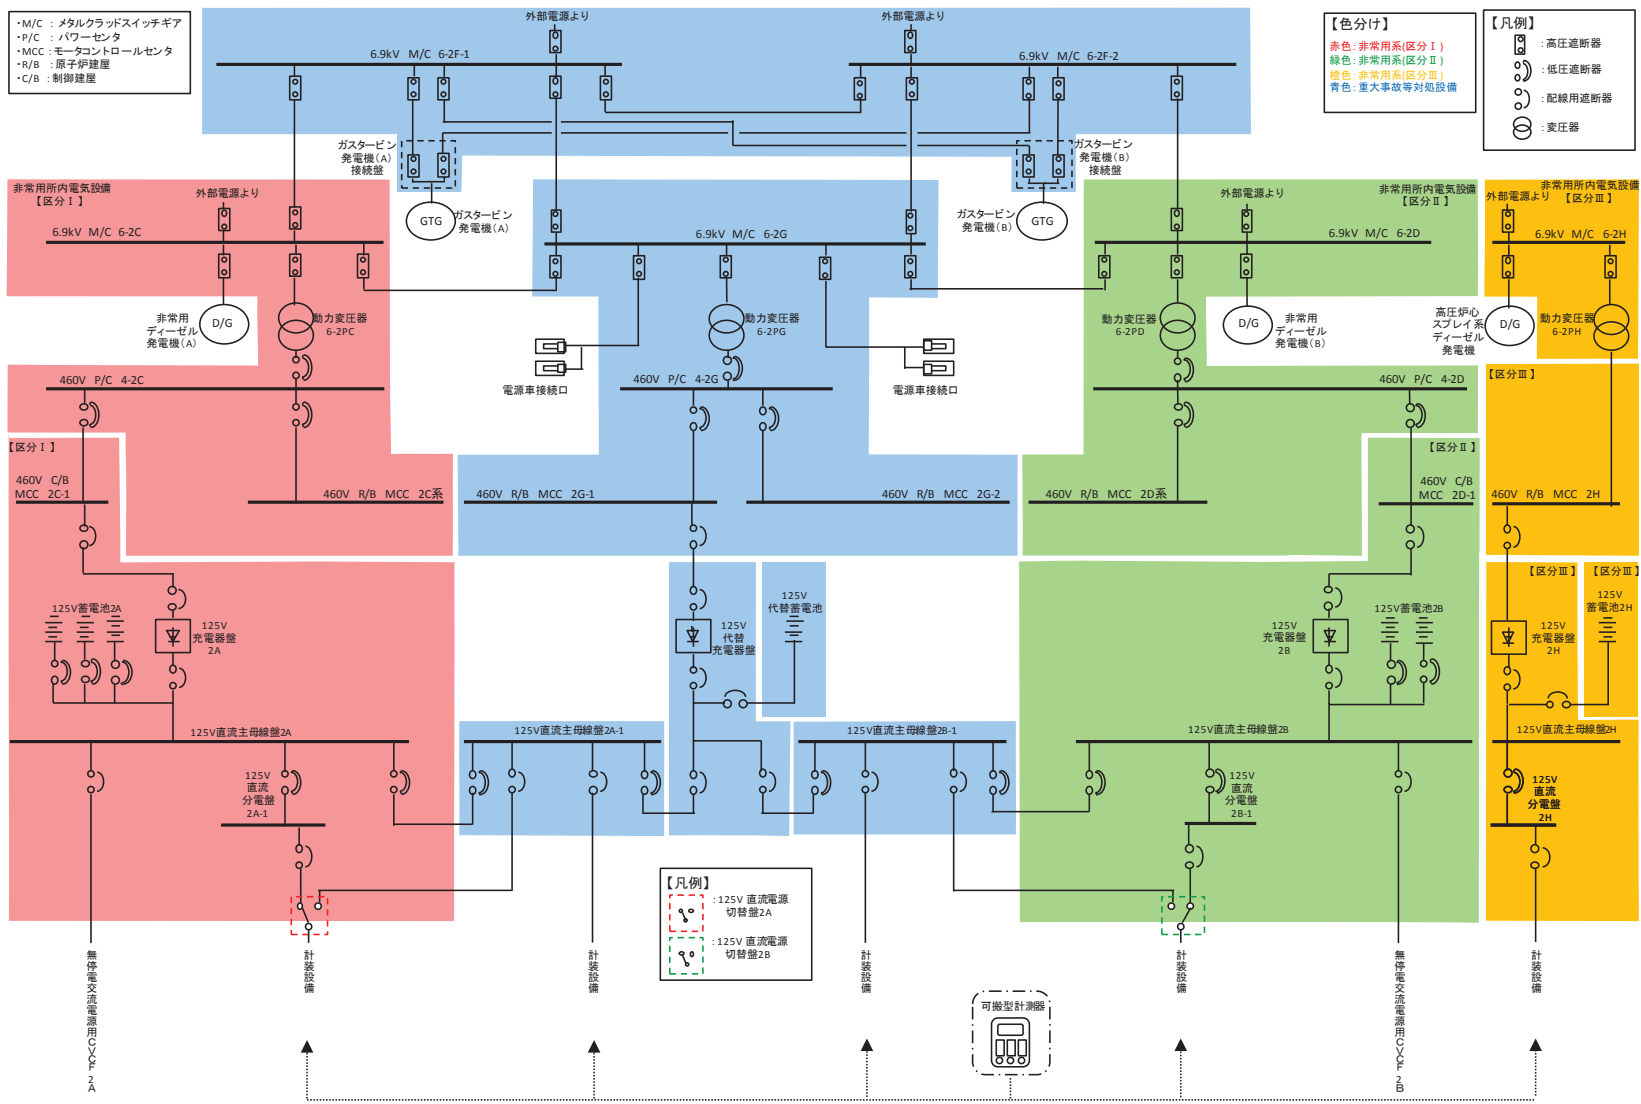 ・M/C ： メタルクラッドスイッチギア
・P/C ： パワーセンタ
・MCC ：モータコントロールセンタ
・R/B ：原子炉建屋
・C/B ：制御建屋
外部電源より
外部電源より
6.9kV M/C 6-2F-1
6.9kV M/C 6-2F-2
【色分け】
赤色：非常用系(区分Ⅰ)
緑色：非常用系(区分Ⅱ)
橙色：非常用系(区分Ⅲ)
青色：重大事故等対処設備
【凡例】
：高圧遮断器
：低圧遮断器
：配線用遮断器
：変圧器
ガスタービン
発電機(A)
接続盤
ガスタービン
発電機(B)
接続盤
GTG
ガスタービン
発電機(A)
ガスタービン
発電機(B)
GTG
非常用所内電気設備
【区分Ⅰ】
外部電源より
6.9kV M/C 6-2C
6.9kV M/C 6-2G
外部電源より
非常用所内電気設備
【区分Ⅱ】
6.9kV M/C 6-2D
非常用所内電気設備
【区分Ⅲ】
外部電源より
6.9kV M/C 6-2H
非常用
ディーゼル
発電機(A)
D/G
動力変圧器
6-2PC
動力変圧器
6-2PG
動力変圧器
6-2PD
D/G
非常用
ディーゼル
発電機(B)
高圧炉心
スプレイ系
ディーゼル
発電機
D/G
動力変圧器
6-2PH
電源車接続口
電源車接続口
460V P/C 4-2C
460V P/C 4-2G
460V P/C 4-2D
【区分Ⅲ】
【区分Ⅰ】
【区分Ⅱ】
460V C/B
MCC 2C-1
460V R/B MCC 2C系
460V R/B MCC 2G-1
460V R/B MCC 2G-2
460V R/B MCC 2D系
460V C/B
MCC 2D-1
460V R/B MCC 2H
【区分Ⅲ】
【区分Ⅲ】
125V蓄電池2A
125V
充電器盤
2A
125V
代替
充電器盤
125V
代替蓄電池
125V
充電器盤
2B
125V蓄電池2B
125V
充電器盤
2H
125V
蓄電池2H
125V直流主母線盤2A
125V直流主母線盤2A-1
125V直流主母線盤2B-1
125V直流主母線盤2B
125V直流主母線盤2H
125V
直流
分電盤
2A-1
125V
直流
分電盤
2B-1
125V
直流
分電盤
2H
【凡例】
：125V 直流電源
切替盤2A
：125V 直流電源
切替盤2B
無停電交流電源用CVCF2A
計装設備
計装設備
計装設備
計装設備
無停電交流電源用CVCF2B
計装設備
可搬型計測器